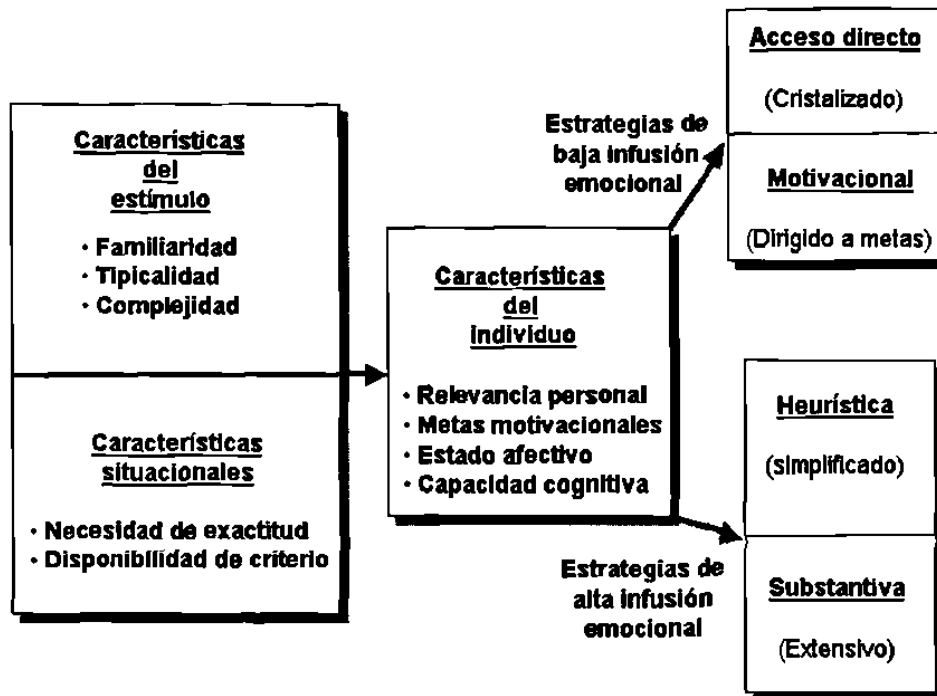 Características
del
estímulo
· Familiaridad
· Tipicalidad
· Complejidad
Características
situacionales
· Necesidad de exactitud
· Disponibilidad de criterio
Características
del
individuo
· Relevancia personal
· Metas motivacionales
· Estado afectivo
· Capacidad cognitiva
Estrategias de
baja infusión
emocional
Acceso directo
(Cristalizado)
Motivacional
(Dirigido a metas)
Estrategias de
alta infusión
emocional
Heurística
(simplificado)
Substantiva
(Extensivo)